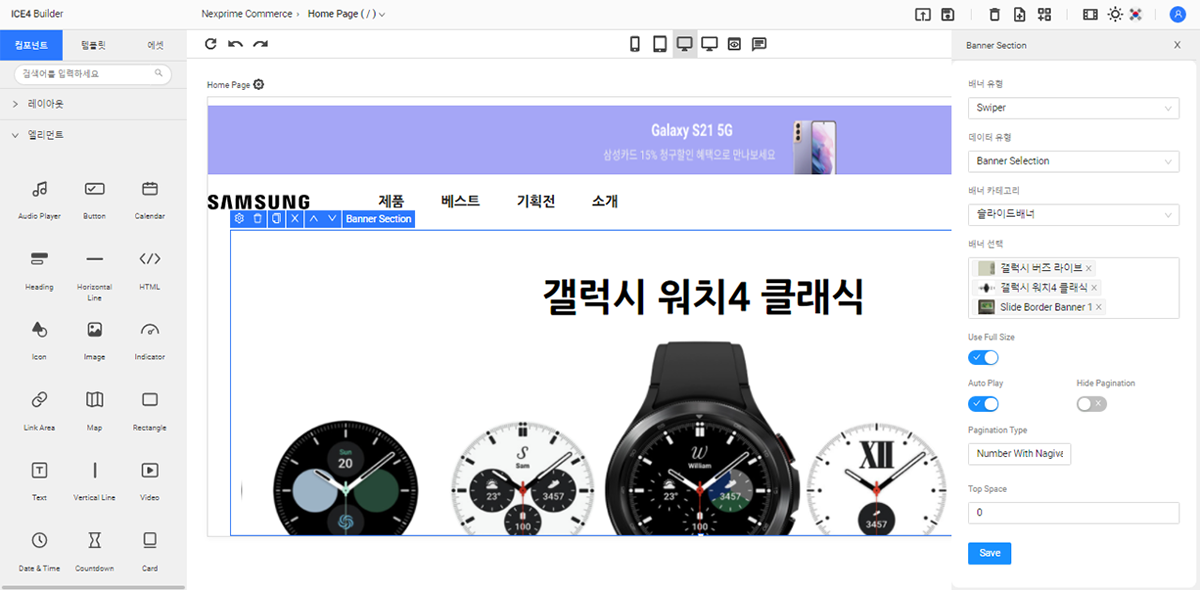 ICE4 Builder
Nexprime Commerce › Home Page ( / )
컴포넌트 템플릿 에셋
검색어를 입력하세요
레이아웃
엘리먼트
Audio Player Button Calendar
Heading Horizontal Line HTML
Icon Image Indicator
Link Area Map Rectangle
Text Vertical Line Video
Date & Time Countdown Card
Home Page
Galaxy S21 5G
삼성카드 15% 청구할인 혜택으로 만나보세요
SAMSUNG 제품 베스트 기획전 소개
Banner Section
갤럭시 워치4 클래식
Sun
20
S
Sam
23° 3457
100
W
William
23° 3457
100
XII
3457
Banner Section X
배너 유형
Swiper
데이터 유형
Banner Selection
배너 카테고리
슬라이드배너
배너 선택
갤럭시 버즈 라이브 ×
갤럭시 워치4 클래식 ×
Slide Border Banner 1 ×
Use Full Size
Auto Play Hide Pagination
Pagination Type
Number With Nagiva
Top Space
0
Save